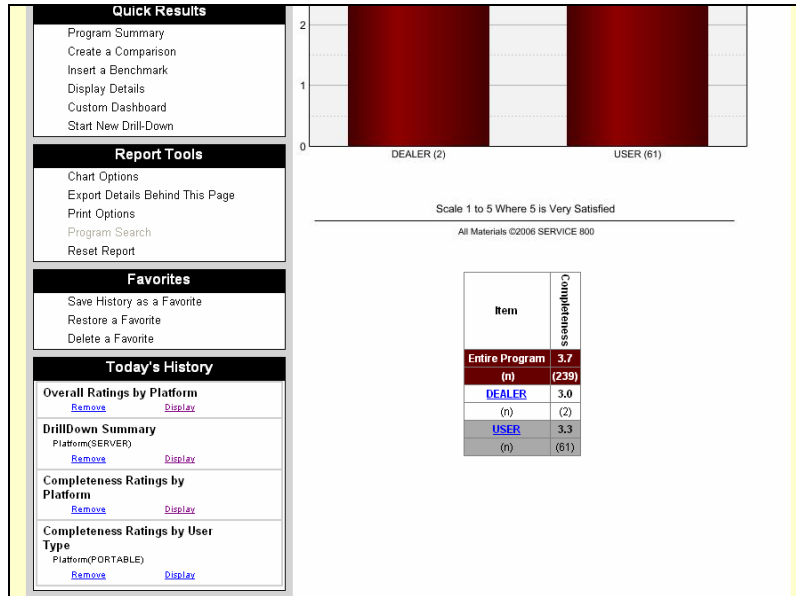 Quick Results
Program Summary
Create a Comparison
Insert a Benchmark
Display Details
Custom Dashboard
Start New Drill-Down
Report Tools
Chart Options
Export Details Behind This Page
Print Options
Program Search
Reset Report
Favorites
Save History as a Favorite
Restore a Favorite
Delete a Favorite
Today's History
Overall Ratings by Platform
Remove Display
DrillDown Summary
Platform(SERVER)
Remove Display
Completeness Ratings by
Platform
Remove Display
Completeness Ratings by User
Type
Platform(PORTABLE)
Remove Display
2
1
0
DEALER (2) USER (61)
Scale 1 to 5 Where 5 is Very Satisfied
All Materials ©2006 SERVICE 800
Item Completeness
Entire Program 3.7
(n) (239)
DEALER 3.0
(n) (2)
USER 3.3
(n) (61)